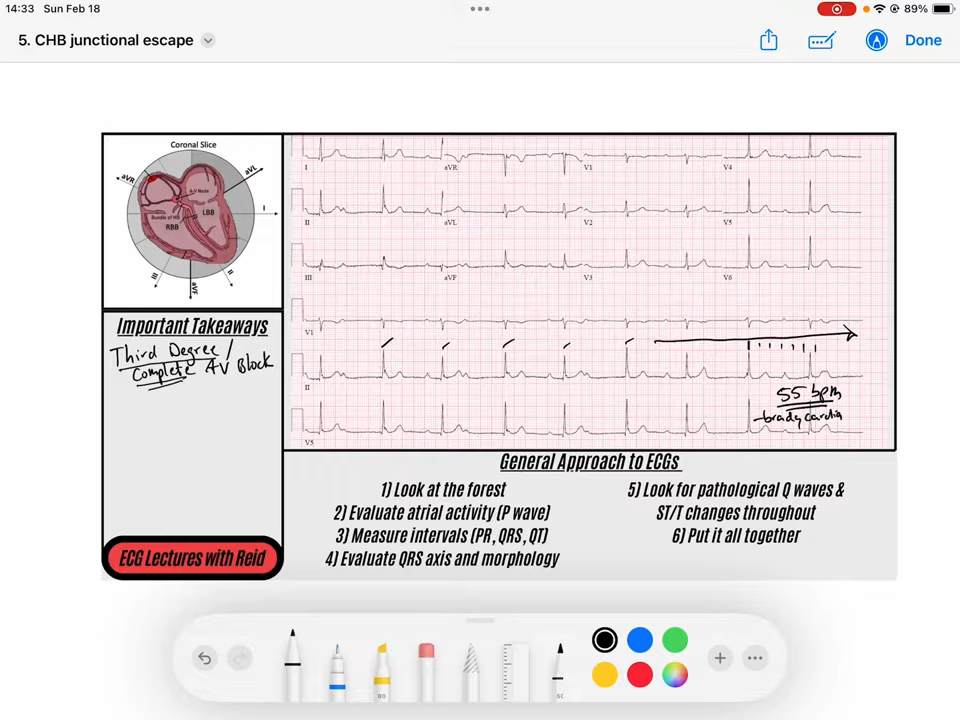 14:33 Sun Feb 18
89%
5. CHB junctional escape
Done
Coronal Slice
aVR
aVL
A-V Node
Bundle of HIS
LBB
RBB
I
III
II
aVF
I
aVR
V1
V4
II
aVL
V2
V5
III
aVF
V3
V6
V1
II
V5
55 bpm
bradycardia
Important Takeaways
Third Degree /
Complete AV Block
ECG Lectures with Reid
General Approach to ECGs
1) Look at the forest
2) Evaluate atrial activity (P wave)
3) Measure intervals (PR, QRS, QT)
4) Evaluate QRS axis and morphology
5) Look for pathological Q waves &
ST/T changes throughout
6) Put it all together